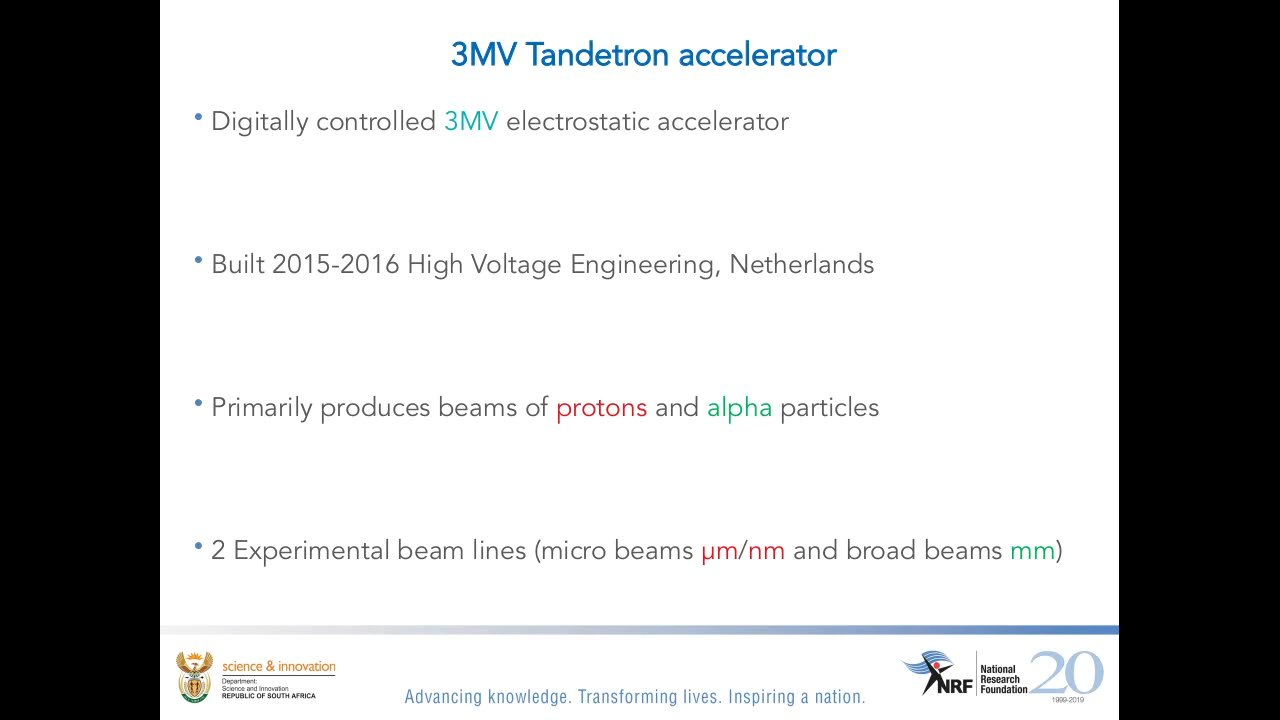 3MV Tandetron accelerator
• Digitally controlled 3MV electrostatic accelerator
• Built 2015-2016 High Voltage Engineering, Netherlands
• Primarily produces beams of protons and alpha particles
• 2 Experimental beam lines (micro beams µm/nm and broad beams mm)
science & innovation
Department:
Science and Innovation
REPUBLIC OF SOUTH AFRICA
Advancing knowledge. Transforming lives. Inspiring a nation.
NRF
National
Research
Foundation
20
1999-2019